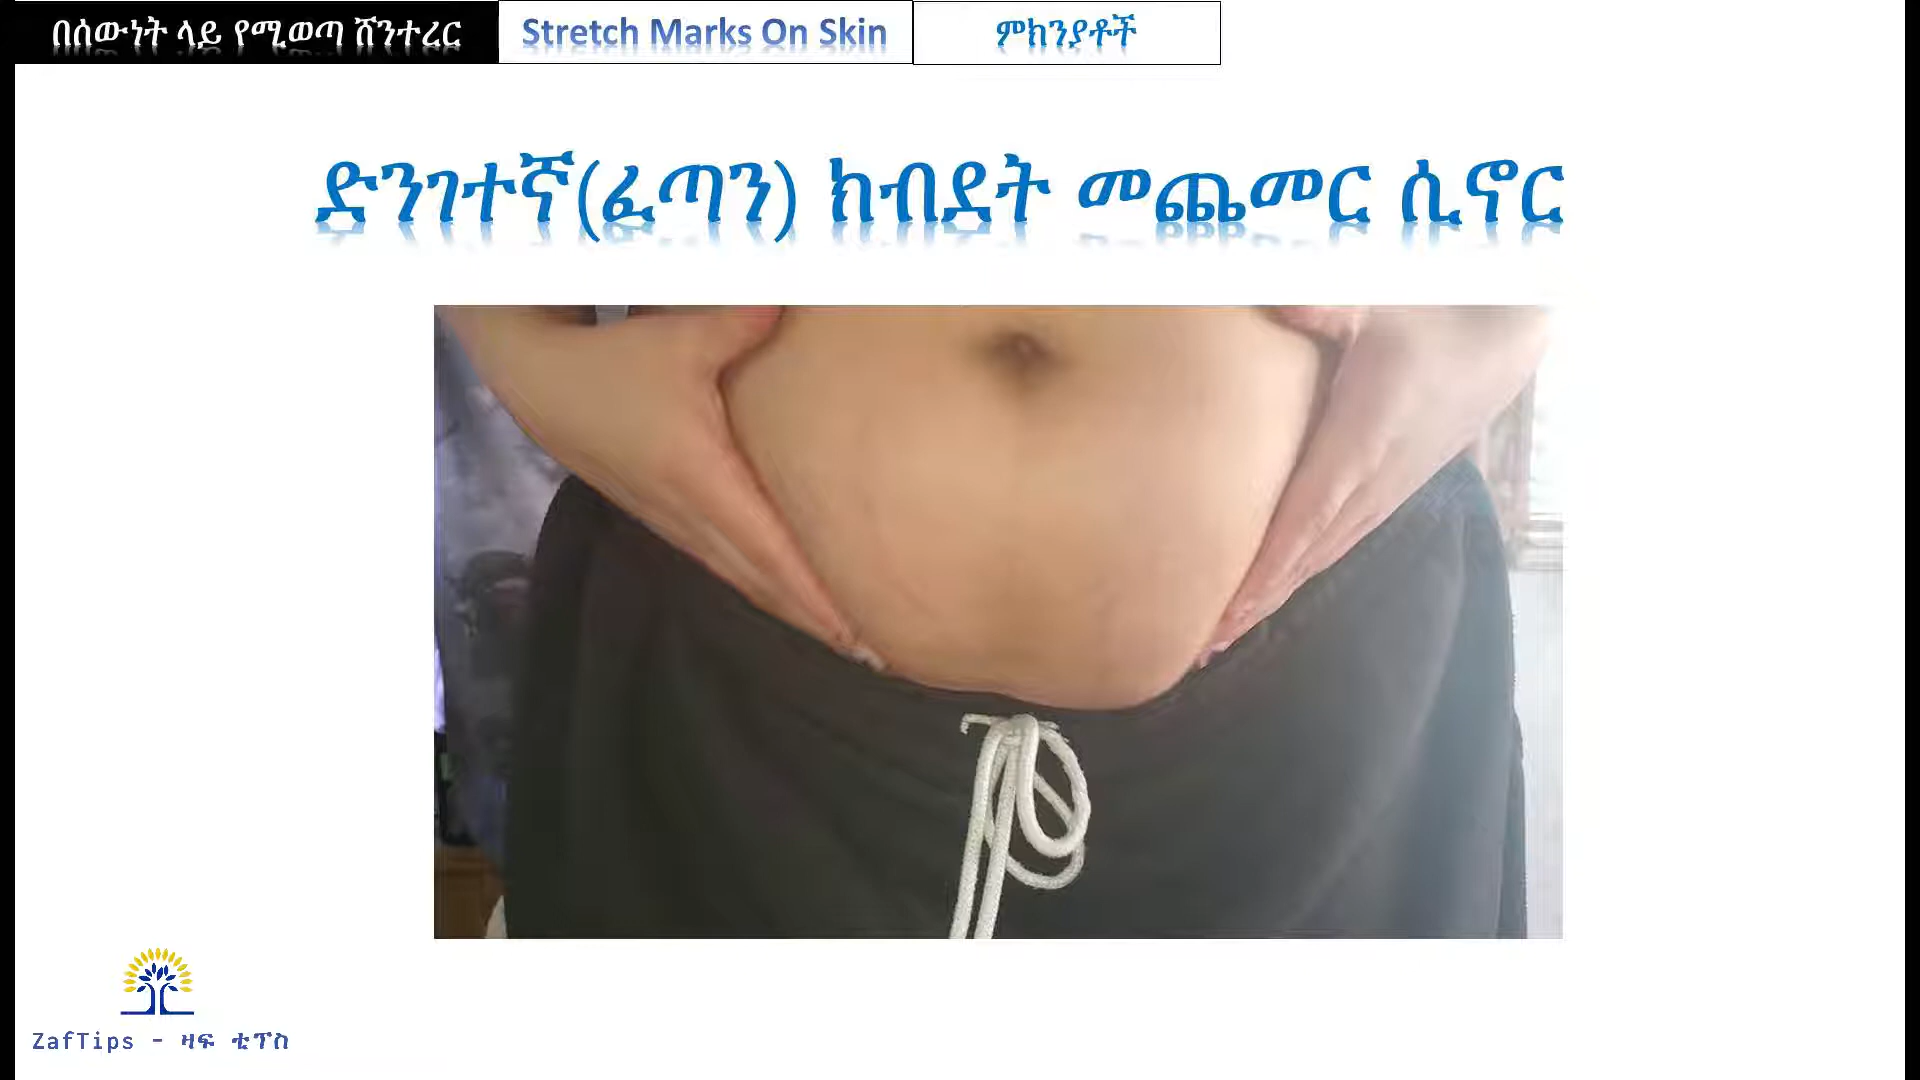 በሰውነት ላይ የሚወጣ ሸንተረር
Stretch Marks On Skin
ምክንያቶች
ድንገተኛ(ፈጣን) ክብደት መጨመር ሲኖር
ZafTips - ዛፍ ቲፕስ